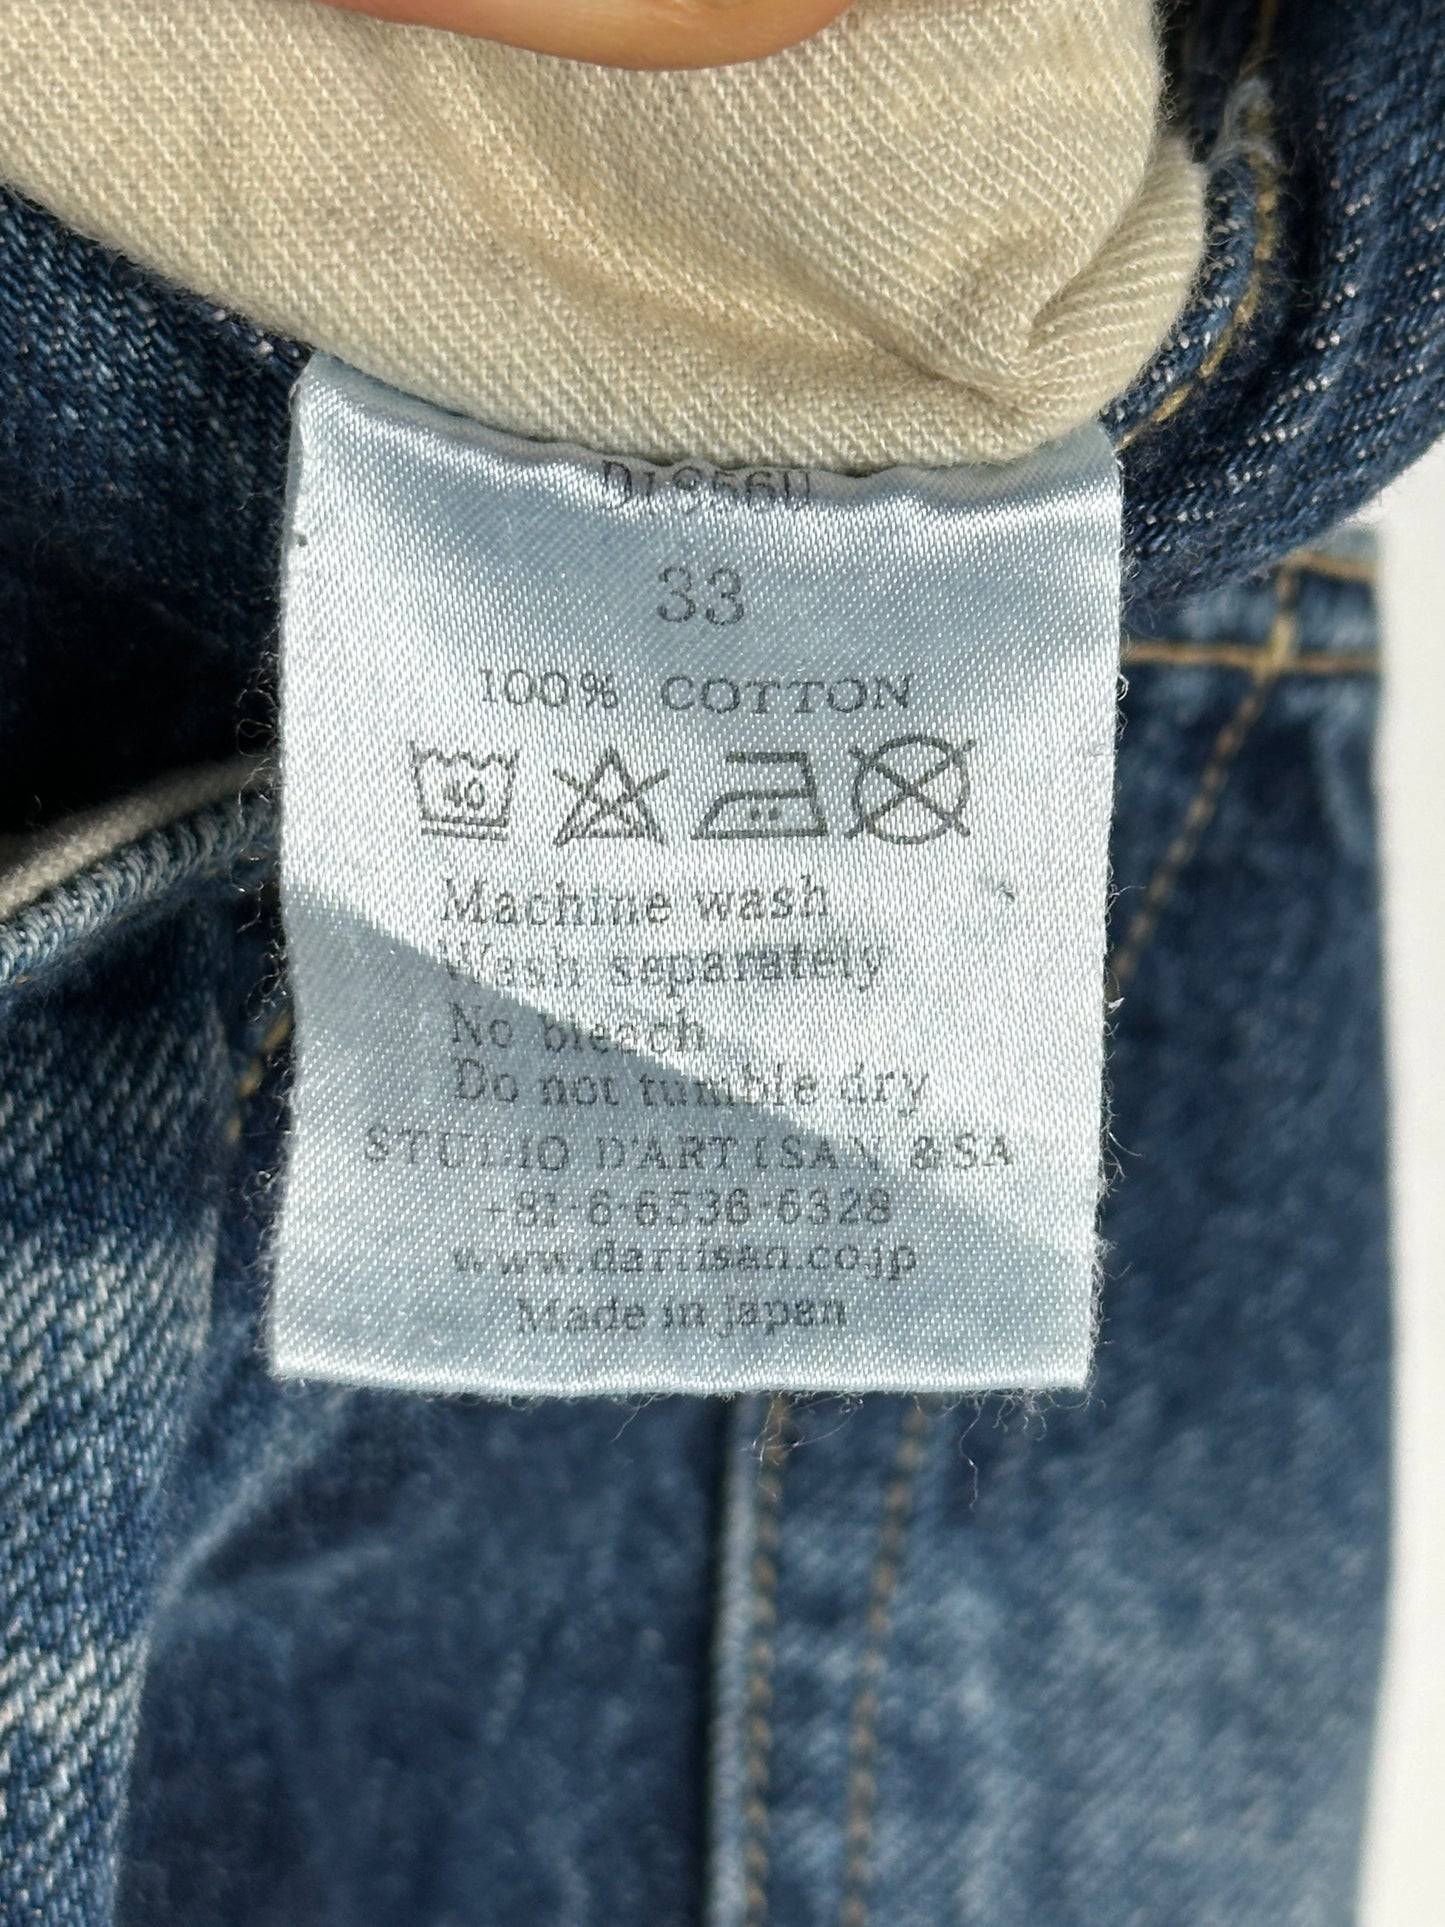 33
100% COTTON
40
Machine wash
Wash separately
No bleach
Do not tumble dry
STUDIO D'ARTISAN &SA
+81-6-6536-6328
www.dartisan.co.jp
Made in Japan